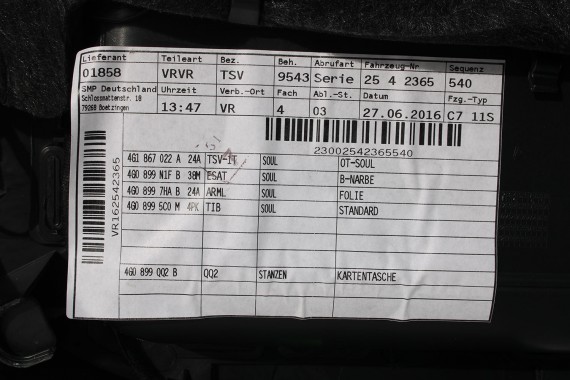 Lieferant Teileart Bez. Beh. Abrufart Fahrzeug-Nr Sequenz
01858 VRVR TSV 9543 Serie 25 4 2365 540
SMP Deutschland Uhrzeit Verb.-Ort Fach Abl.-St. Datum Fzg.-Typ
Schlossmattenstr. 18
79268 Boetzingen 13:47 VR 4 03 27.06.2016 C7 11S
23002542365540
VR162542365
4G1 867 022 A 24A TSV-IT SOUL OT-SOUL
4G0 899 N1F B 38M ESAT SOUL B-NARBE
4G0 899 7HA B 24A ARML SOUL FOLIE
4G0 899 5C0 M 4PK TIB SOUL STANDARD
4G0 899 QQ2 B QQ2 STANZEN KARTENTASCHE